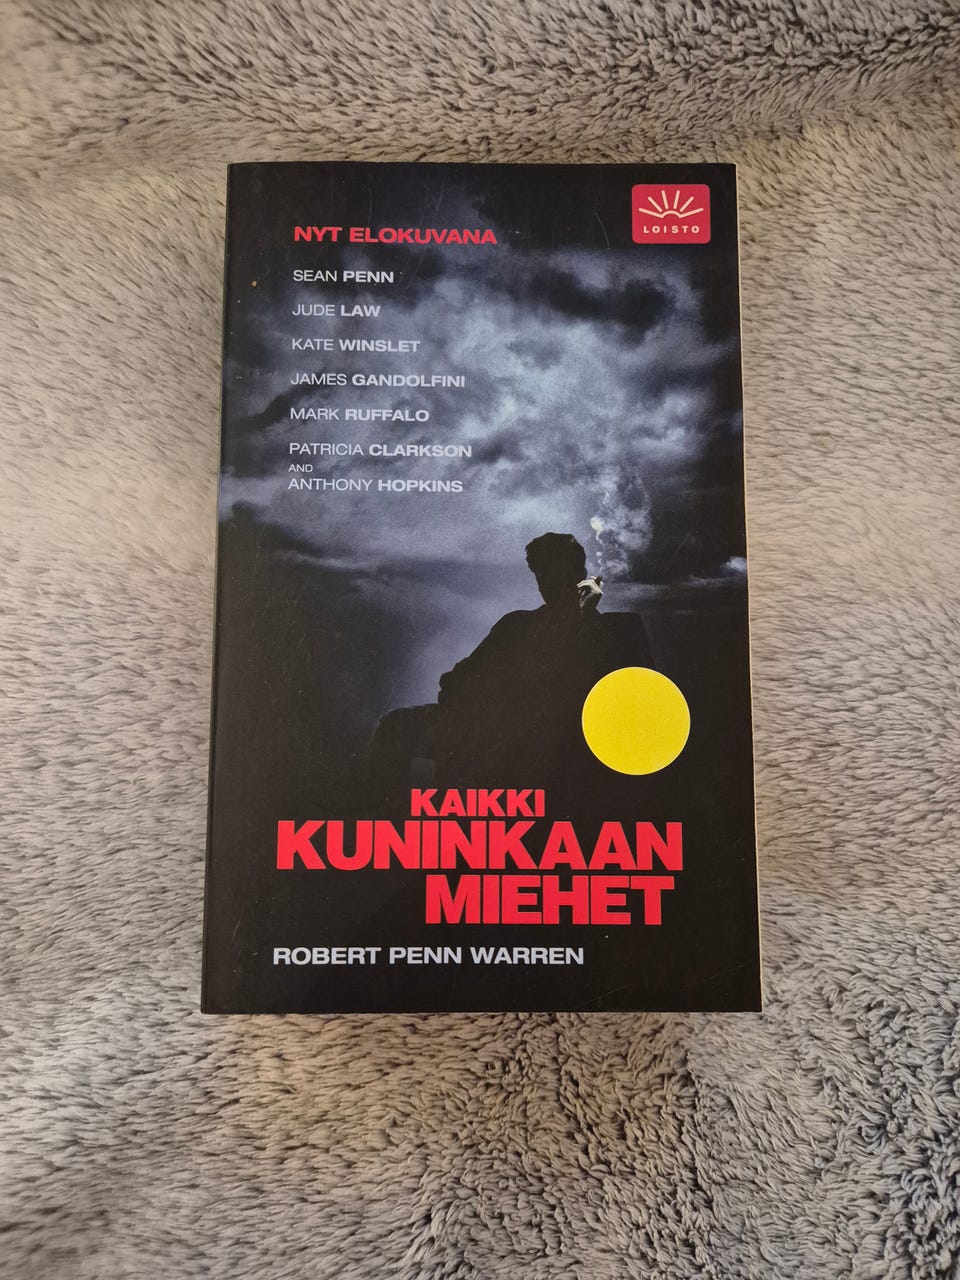 LOISTO
NYT ELOKUVANA
SEAN PENN
JUDE LAW
KATE WINSLET
JAMES GANDOLFINI
MARK RUFFALO
PATRICIA CLARKSON
AND
ANTHONY HOPKINS
KAIKKI
KUNINKAAN
MIEHET
ROBERT PENN WARREN